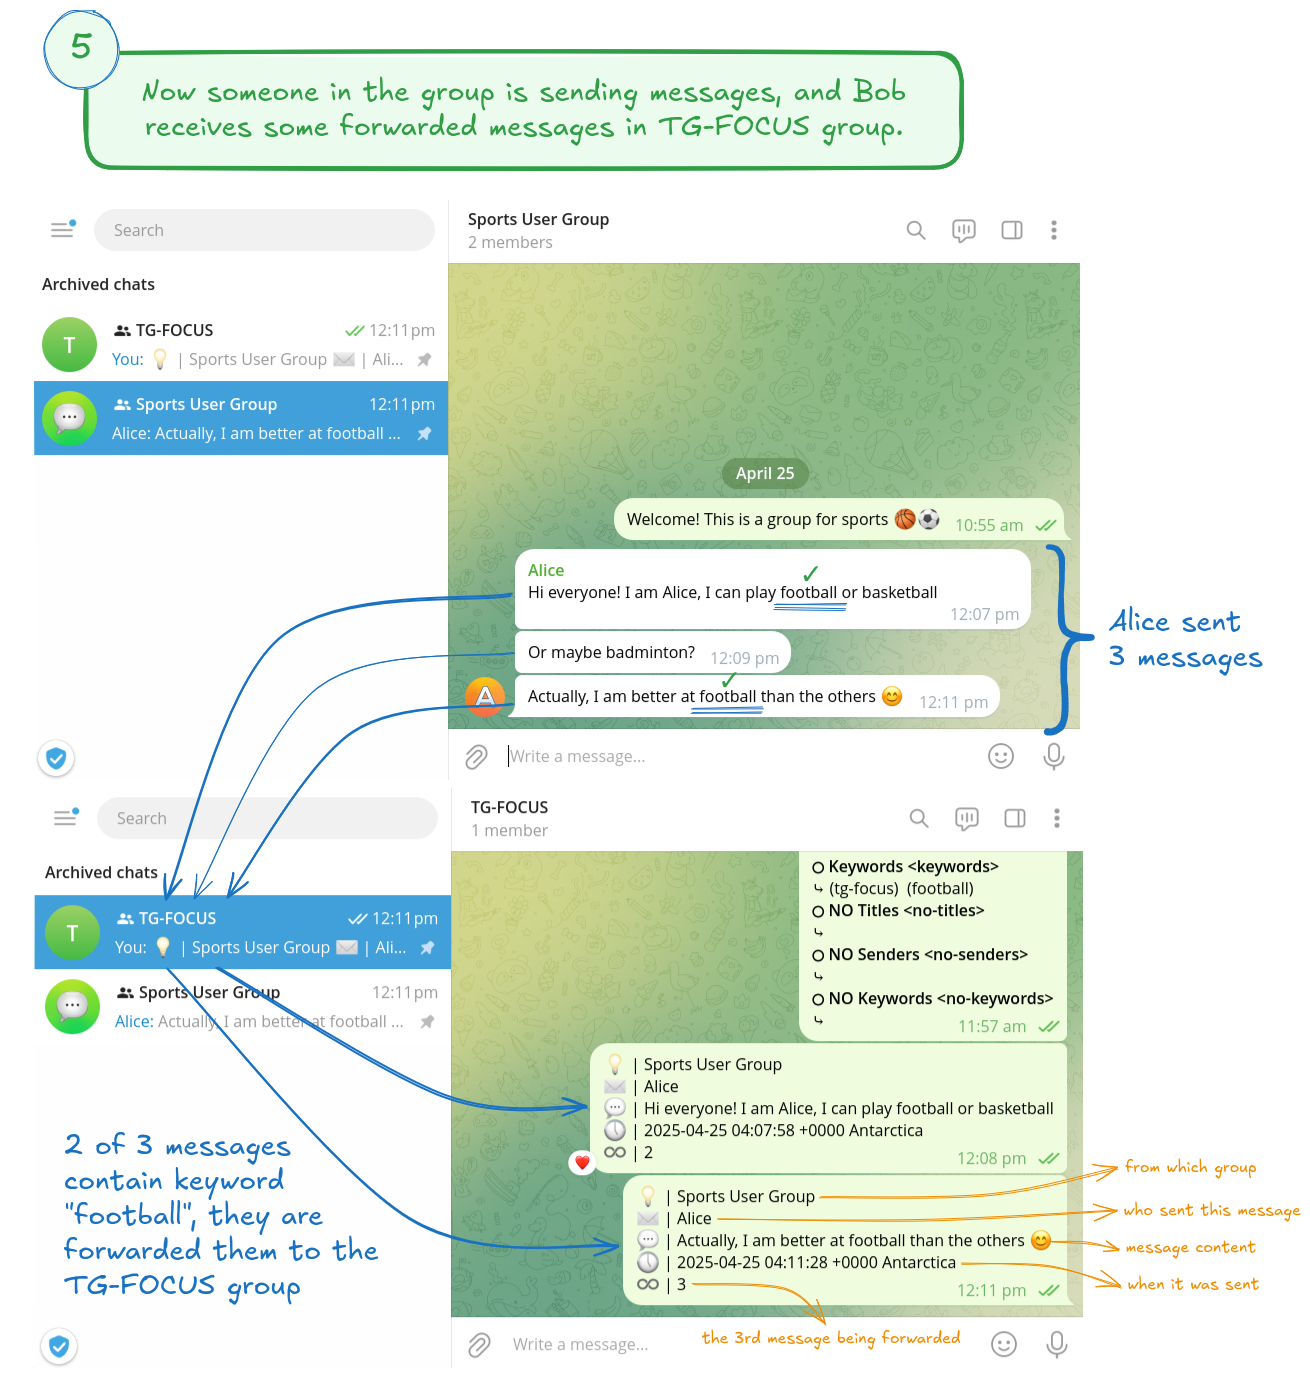 5
Now someone in the group is sending messages, and Bob
receives some forwarded messages in TG-FOCUS group.
Search
Archived chats
TG-FOCUS 12:11pm
T
You: 💡 | Sports User Group ✉️ | Ali...
Sports User Group 12:11pm
Alice: Actually, I am better at football ...
Sports User Group
2 members
April 25
Welcome! This is a group for sports 🏀⚽ 10:55 am
Alice
Hi everyone! I am Alice, I can play football or basketball
12:07 pm
Or maybe badminton? 12:09 pm
A
Actually, I am better at football than the others 😊 12:11 pm
Write a message...
Alice sent
3 messages
Search
Archived chats
TG-FOCUS 12:11pm
T
You: 💡 | Sports User Group ✉️ | Ali...
Sports User Group 12:11pm
Alice: Actually, I am better at football ...
2 of 3 messages
contain keyword
"football", they are
forwarded them to the
TG-FOCUS group
TG-FOCUS
1 member
Keywords <keywords>
⤷ (tg-focus) (football)
NO Titles <no-titles>
⤷
NO Senders <no-senders>
⤷
NO Keywords <no-keywords>
⤷
11:57 am
💡 | Sports User Group
✉️ | Alice
💬 | Hi everyone! I am Alice, I can play football or basketball
🕔 | 2025-04-25 04:07:58 +0000 Antarctica
♾ | 2
12:08 pm
💡 | Sports User Group
✉️ | Alice
💬 | Actually, I am better at football than the others 😊
🕔 | 2025-04-25 04:11:28 +0000 Antarctica
♾ | 3
12:11 pm
from which group
who sent this message
message content
when it was sent
the 3rd message being forwarded
Write a message...